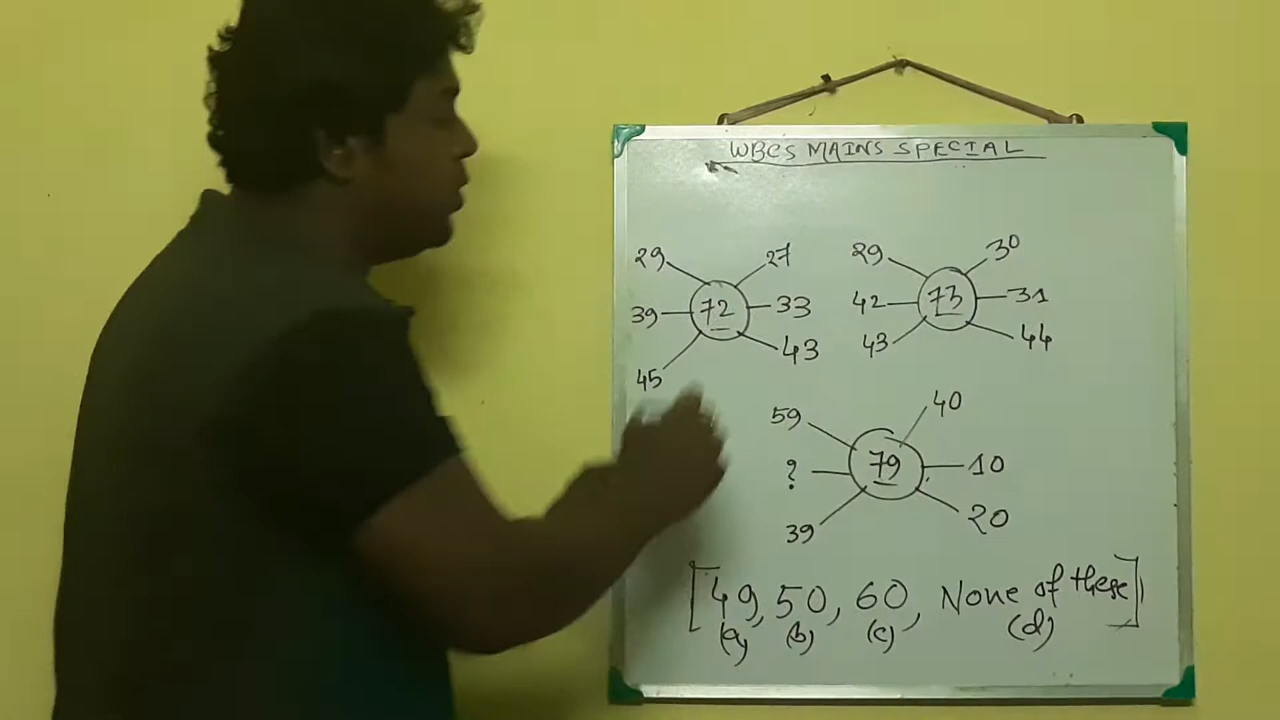 WBCS MAINS SPECIAL
29 27
39 72 33
45 43
29 30
42 73 31
43 44
59 40
? 79 10
39 20
[49, 50, 60, None of these]
(a) (b) (c) (d)